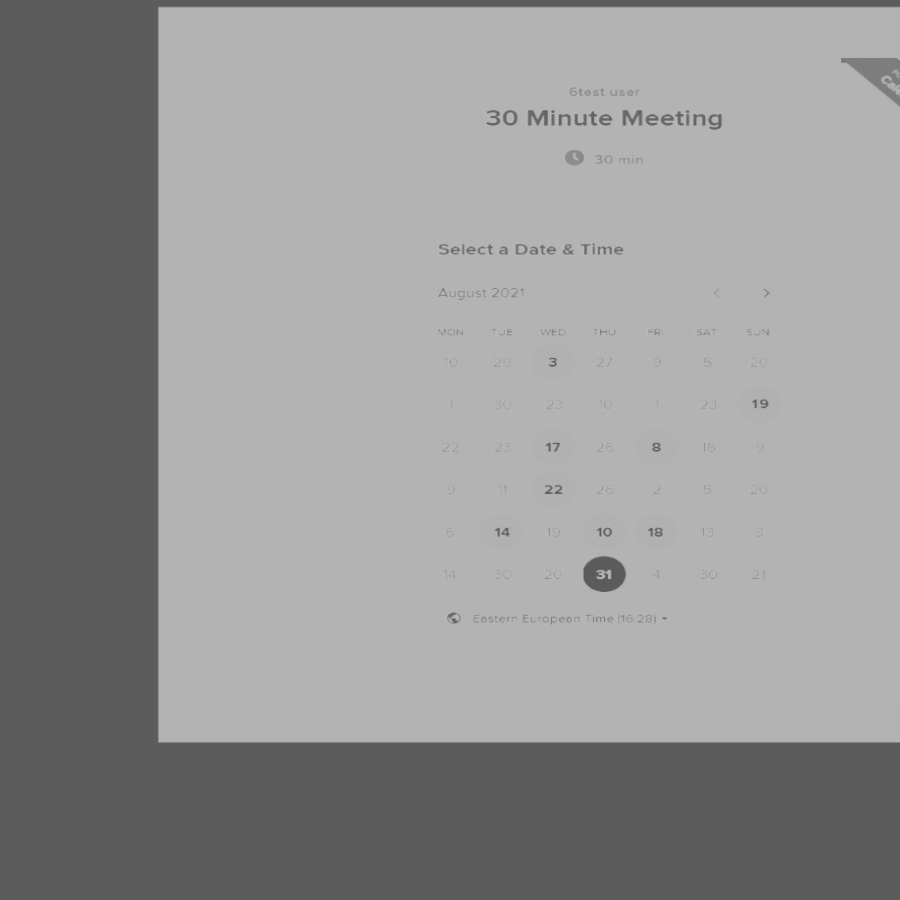 6test user
30 Minute Meeting
30 min
Select a Date & Time
August 2021
MON TUE WED THU FRI SAT SUN
10 29 3 27 9 5 20
1 30 23 10 1 23 19
22 23 17 26 8 16 9
9 11 22 26 2 5 20
6 14 19 10 18 13 3
14 30 20 31 4 30 21
Eastern European Time (16:28)